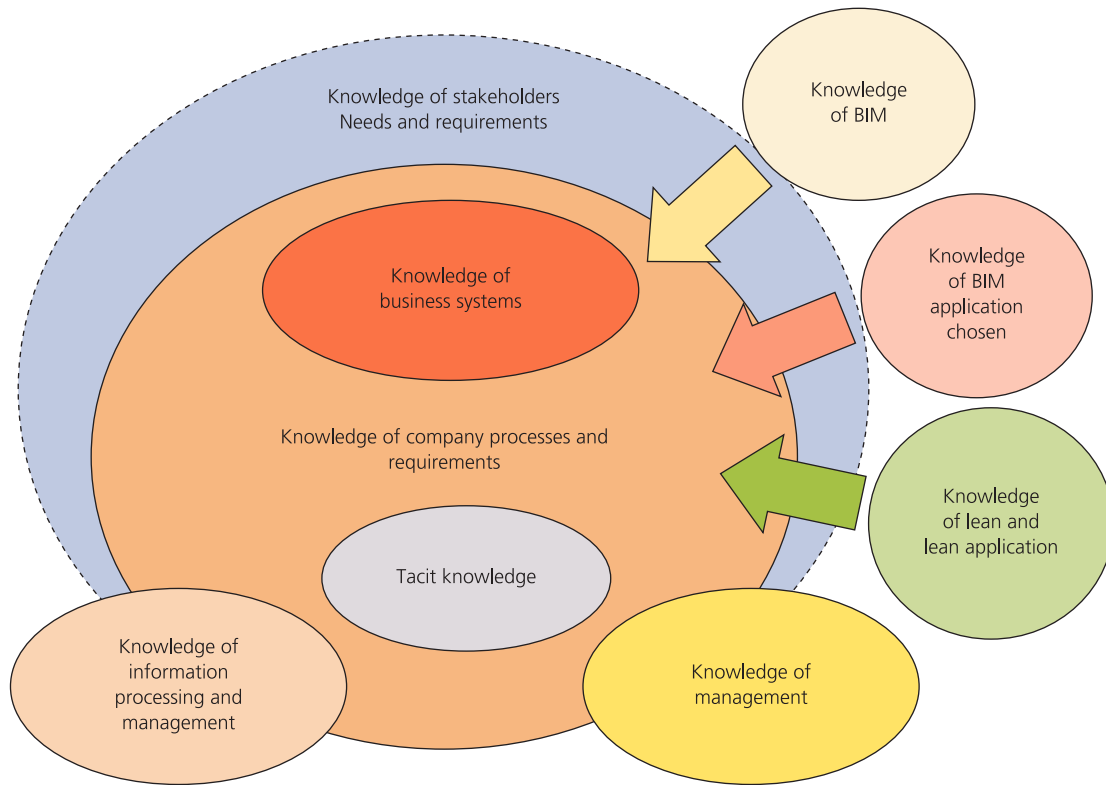 Knowledge of stakeholders
Needs and requirements
Knowledge
of BIM
Knowledge of
business systems
Knowledge
of BIM
application
chosen
Knowledge of company processes and
requirements
Knowledge
of lean and
lean application
Tacit knowledge
Knowledge of
information
processing and
management
Knowledge of
management